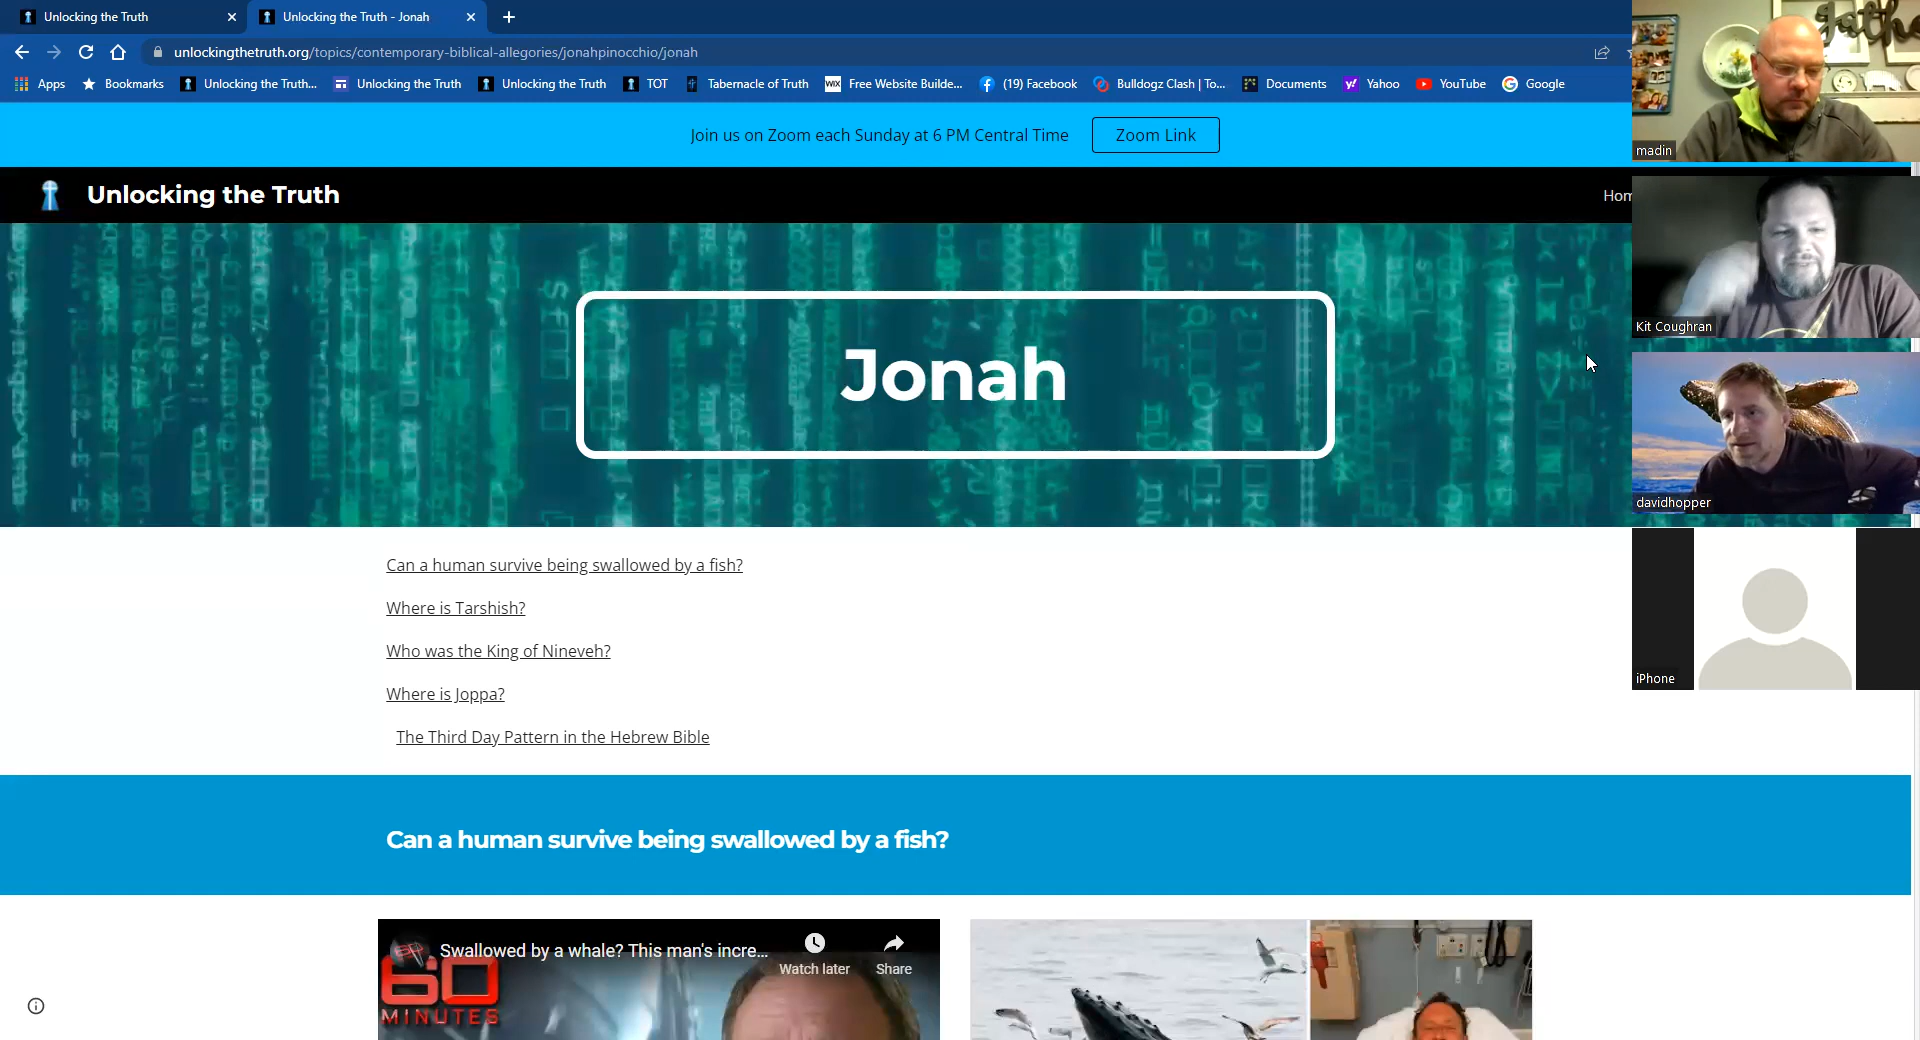 Unlocking the Truth
Unlocking the Truth - Jonah
unlockingthetruth.org/topics/contemporary-biblical-allegories/jonahpinocchio/jonah
Apps
Bookmarks
Unlocking the Truth...
Unlocking the Truth
Unlocking the Truth
TOT
Tabernacle of Truth
WIX
Free Website Builde...
(19) Facebook
Bulldogz Clash | To...
Documents
Yahoo
YouTube
Google
Join us on Zoom each Sunday at 6 PM Central Time
Zoom Link
Unlocking the Truth
Hom
Jonah
gathe
madin
Kit Coughran
davidhopper
iPhone
Can a human survive being swallowed by a fish?
Where is Tarshish?
Who was the King of Nineveh?
Where is Joppa?
The Third Day Pattern in the Hebrew Bible
Can a human survive being swallowed by a fish?
Swallowed by a whale? This man's incre...
Watch later
Share
60
MINUTES